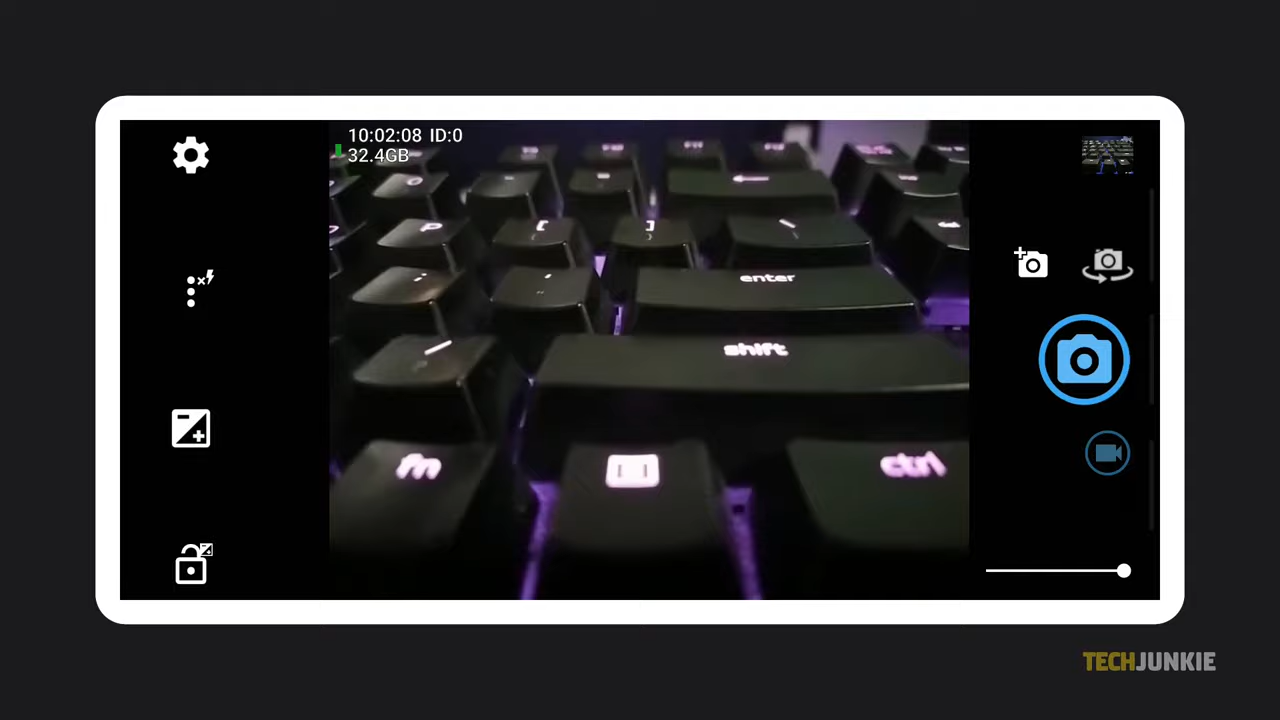 10:02:08 ID:0
32.4GB
P [ ]
enter
shift
fn ctrl
TECHJUNKIE